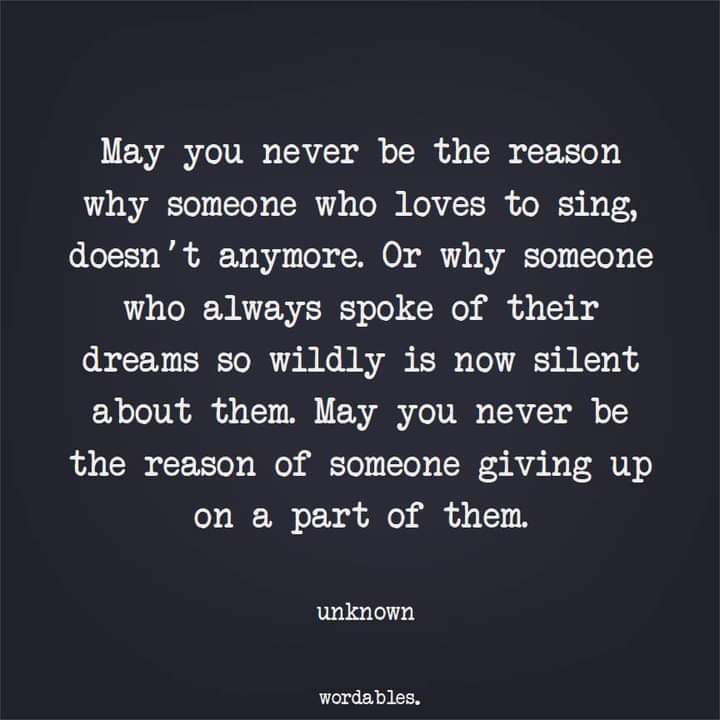 May you never be the reason
why someone who loves to sing,
doesn't anymore. Or why someone
who always spoke of their
dreams so wildly is now silent
about them. May you never be
the reason of someone giving up
on a part of them.
unknown
wordables.